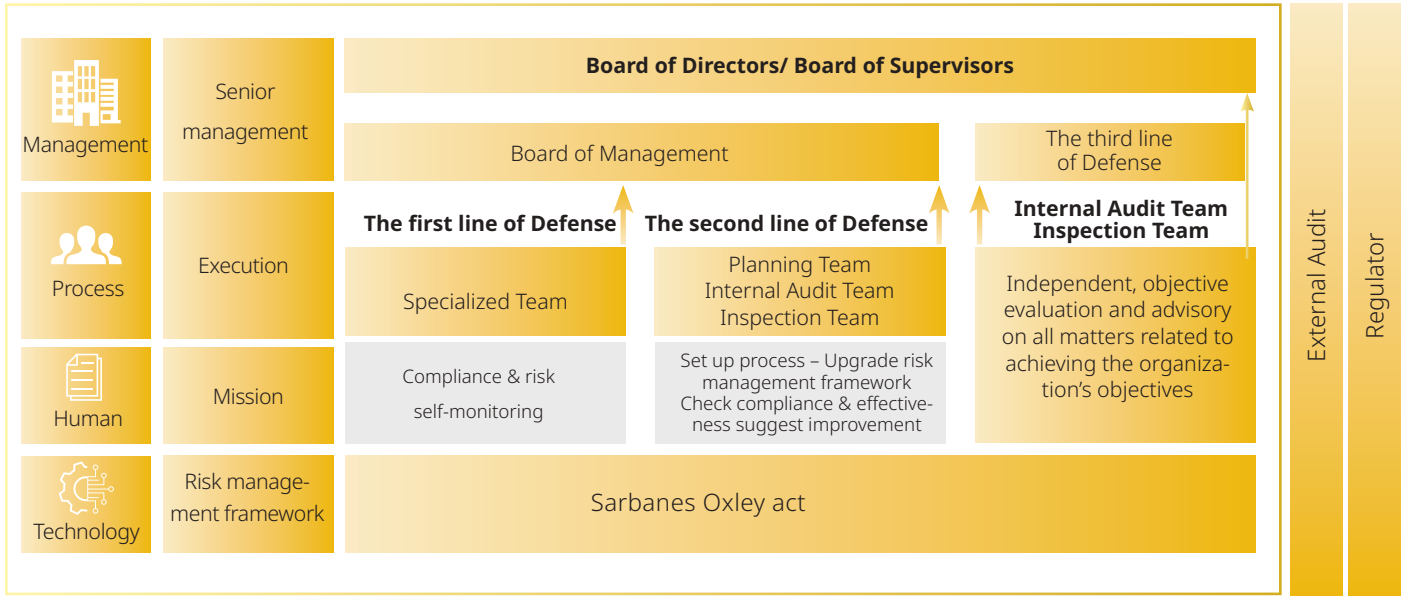 Management
Senior
management
Board of Directors/ Board of Supervisors
Board of Management
The third line
of Defense
Process
Execution
The first line of Defense
Specialized Team
The second line of Defense
Planning Team
Internal Audit Team
Inspection Team
Internal Audit Team
Inspection Team
Independent, objective
evaluation and advisory
on all matters related to
achieving the organiza-
tion's objectives
Human
Mission
Compliance & risk
self-monitoring
Set up process – Upgrade risk
management framework
Check compliance & effective-
ness suggest improvement
Technology
Risk manage-
ment framework
Sarbanes Oxley act
External Audit
Regulator